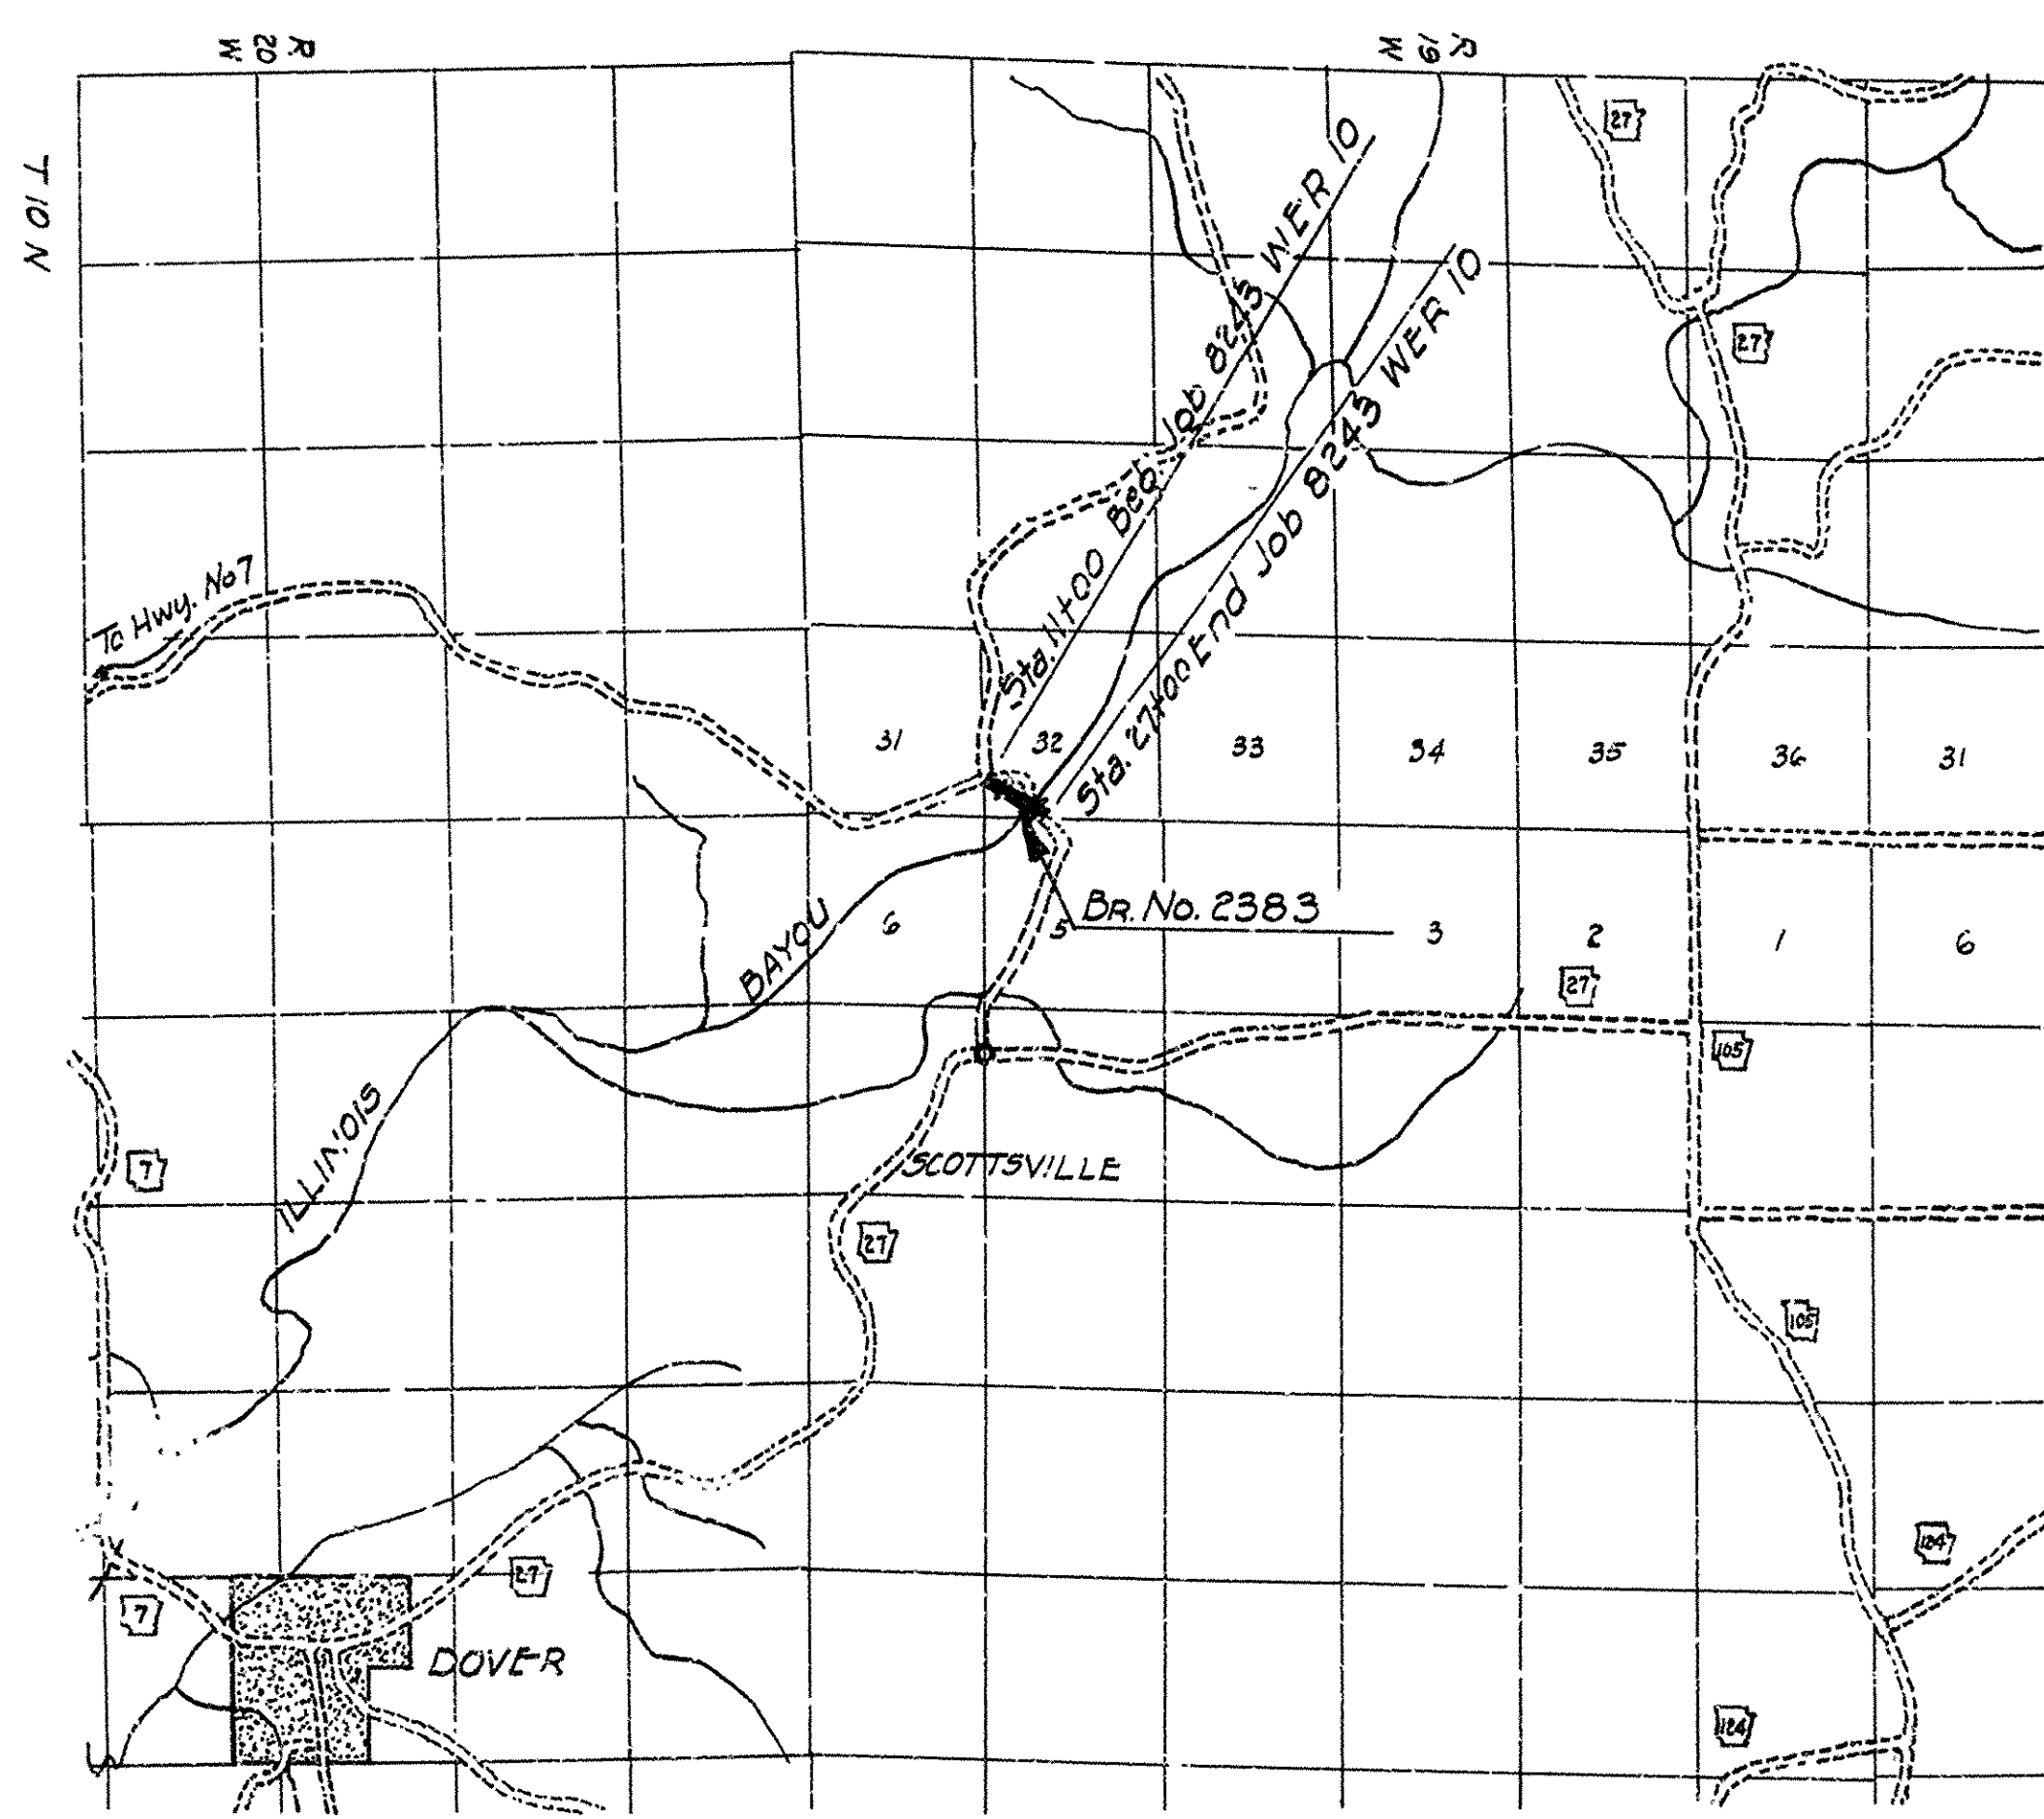 R 20 W
R 19 W
T 10 N
27
27
Sta. 11+00 Beg. Job 8243 WER 10
Sta. 27+00 End Job 8243 WER 10
To Hwy. No 7
31
32
33
34
35
36
31
BR. No. 2383
6
5
3
2
1
6
27
105
ILLINOIS BAYOU
7
SCOTTSVILLE
27
105
124
27
7
DOVER
124